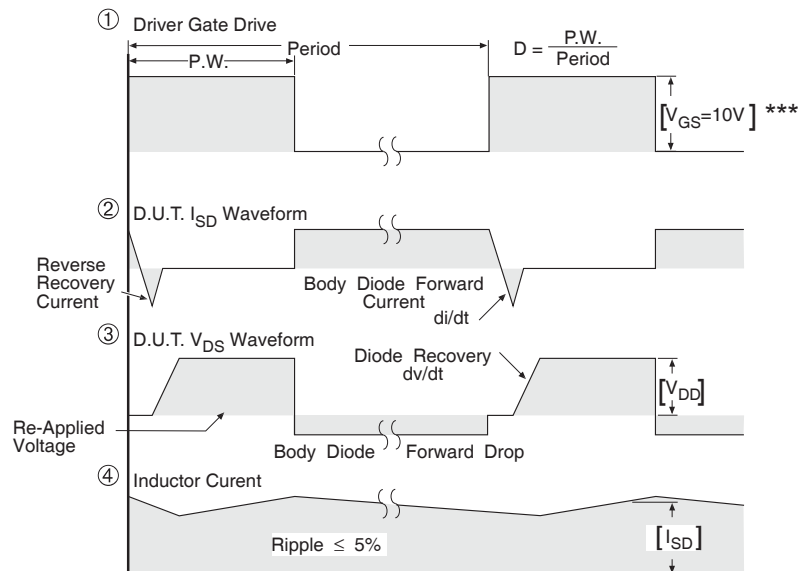 ① Driver Gate Drive
Period
P.W.
D = P.W. / Period
[VGS=10V] ***
② D.U.T. ISD Waveform
Reverse
Recovery
Current
Body Diode Forward
Current
di/dt
③ D.U.T. VDS Waveform
Diode Recovery
dv/dt
[VDD]
Re-Applied
Voltage
Body Diode Forward Drop
④ Inductor Curent
Ripple ≤ 5%
[ISD]